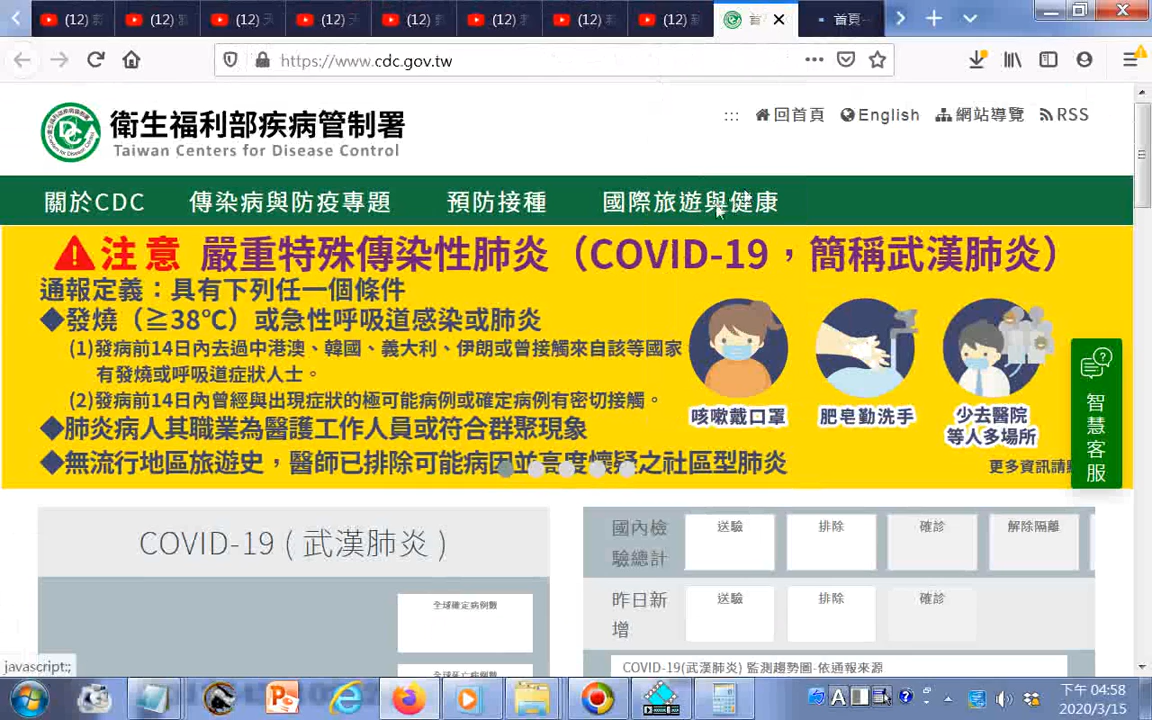 (12)
(12)
(12) 天
(12) 天
(12)
(12)
(12)
(12)
首頁
https://www.cdc.gov.tw
衛生福利部疾病管制署
Taiwan Centers for Disease Control
::: 回首頁 English 網站導覽 RSS
關於CDC 傳染病與防疫專題 預防接種 國際旅遊與健康
注意 嚴重特殊傳染性肺炎（COVID-19，簡稱武漢肺炎）
通報定義：具有下列任一個條件
◆發燒（≧38℃）或急性呼吸道感染或肺炎
(1)發病前14日內去過中港澳、韓國、義大利、伊朗或曾接觸來自該等國家
有發燒或呼吸道症狀人士。
(2)發病前14日內曾經與出現症狀的極可能病例或確定病例有密切接觸。
◆肺炎病人其職業為醫護工作人員或符合群聚現象
◆無流行地區旅遊史，醫師已排除可能病因並高度懷疑之社區型肺炎
咳嗽戴口罩
肥皂勤洗手
少去醫院
等人多場所
更多資訊請
智慧客服
COVID-19 ( 武漢肺炎 )
全球確定病例數
全球死亡病例數
國內檢
驗總計
送驗 排除 確診 解除隔離
昨日新
增
送驗 排除 確診
COVID-19(武漢肺炎) 監測趨勢圖-依通報來源
javascript:;
下午 04:58
2020/3/15